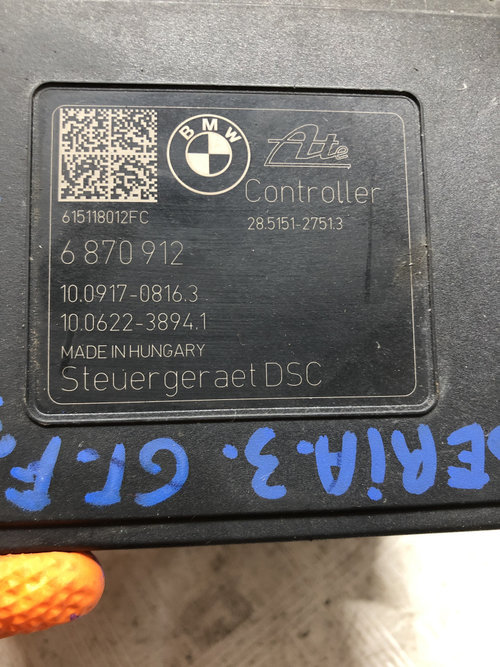 BMW
Ate
Controller
615118012FC
28.5151-2751.3
6 870 912
10.0917-0816.3
10.0622-3894.1
MADE IN HUNGARY
Steuergeraet DSC
SERIA.3. GT.F